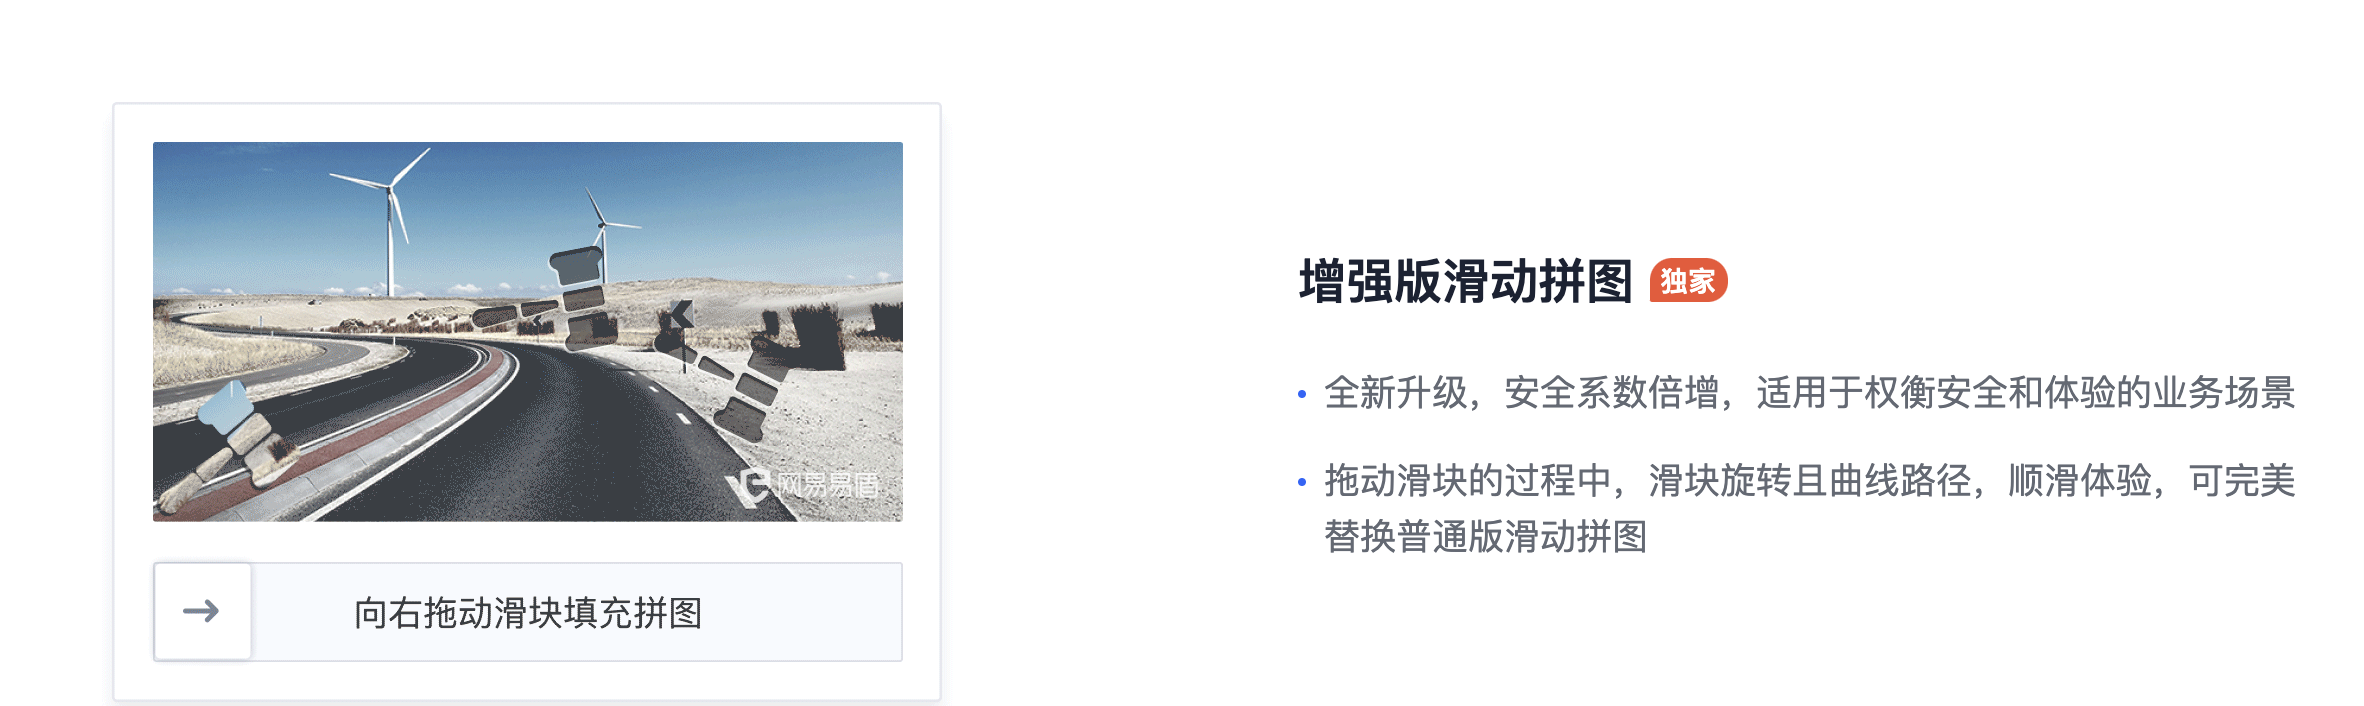 网易易盾
向右拖动滑块填充拼图
增强版滑动拼图 独家
全新升级，安全系数倍增，适用于权衡安全和体验的业务场景
拖动滑块的过程中，滑块旋转且曲线路径，顺滑体验，可完美
替换普通版滑动拼图